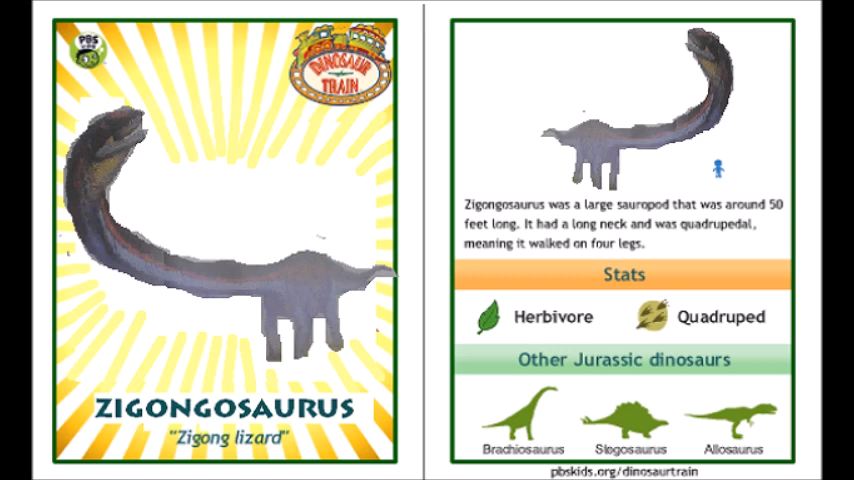 PBS
KIDS
DINOSAUR
TRAIN
ZIGONGOSAURUS
"Zigong lizard"
Zigongosaurus was a large sauropod that was around 50
feet long. It had a long neck and was quadrupedal,
meaning it walked on four legs.
Stats
Herbivore
Quadruped
Other Jurassic dinosaurs
Brachiosaurus
Stegosaurus
Allosaurus
pbskids.org/dinosaurtrain